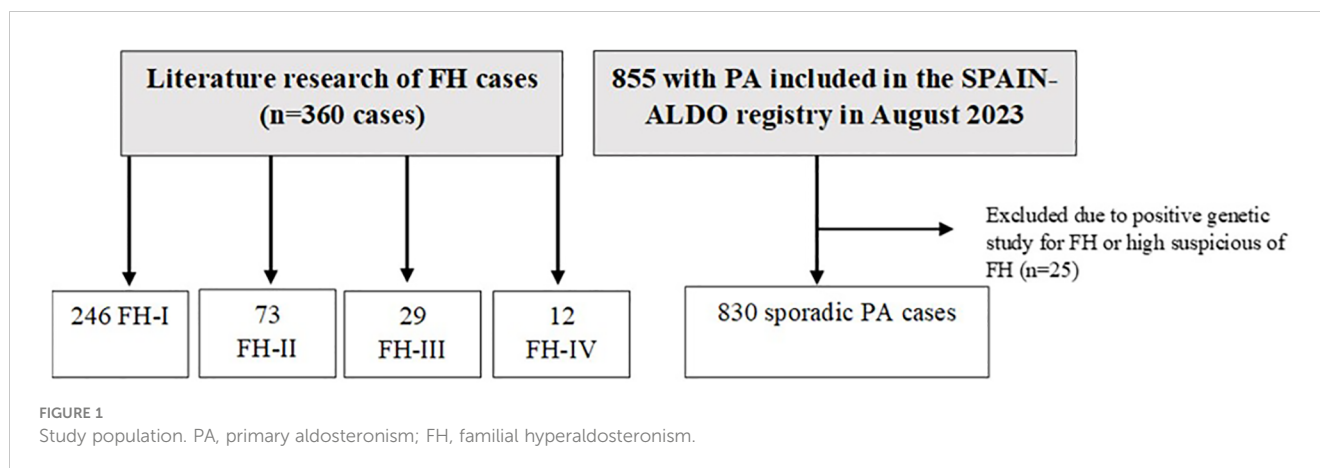 Literature research of FH cases
(n=360 cases)
855 with PA included in the SPAIN-
ALDO registry in August 2023
Excluded due to positive genetic
study for FH or high suspicious of
FH (n=25)
246 FH-I
73
FH-II
29
FH-III
12
FH-IV
830 sporadic PA cases
FIGURE 1
Study population. PA, primary aldosteronism; FH, familial hyperaldosteronism.